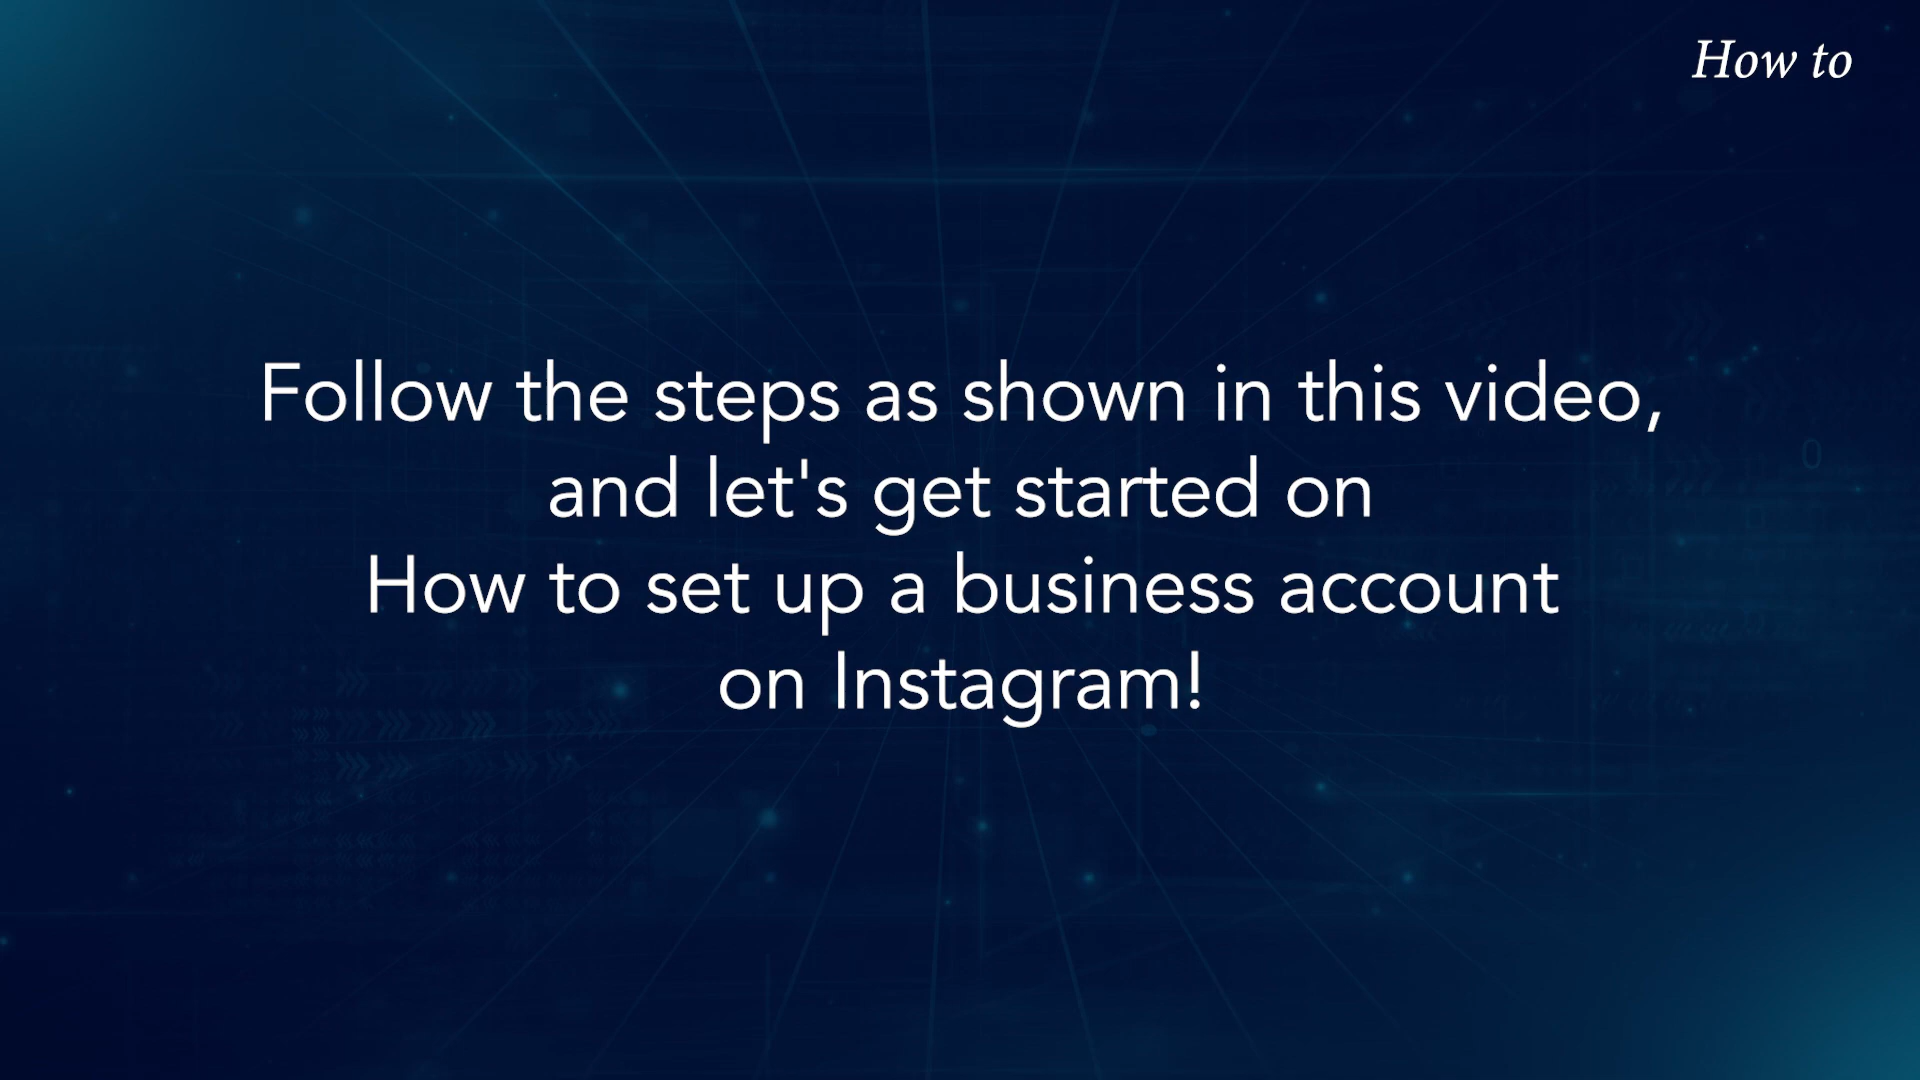 How to
Follow the steps as shown in this video,
and let's get started on
How to set up a business account
on Instagram!